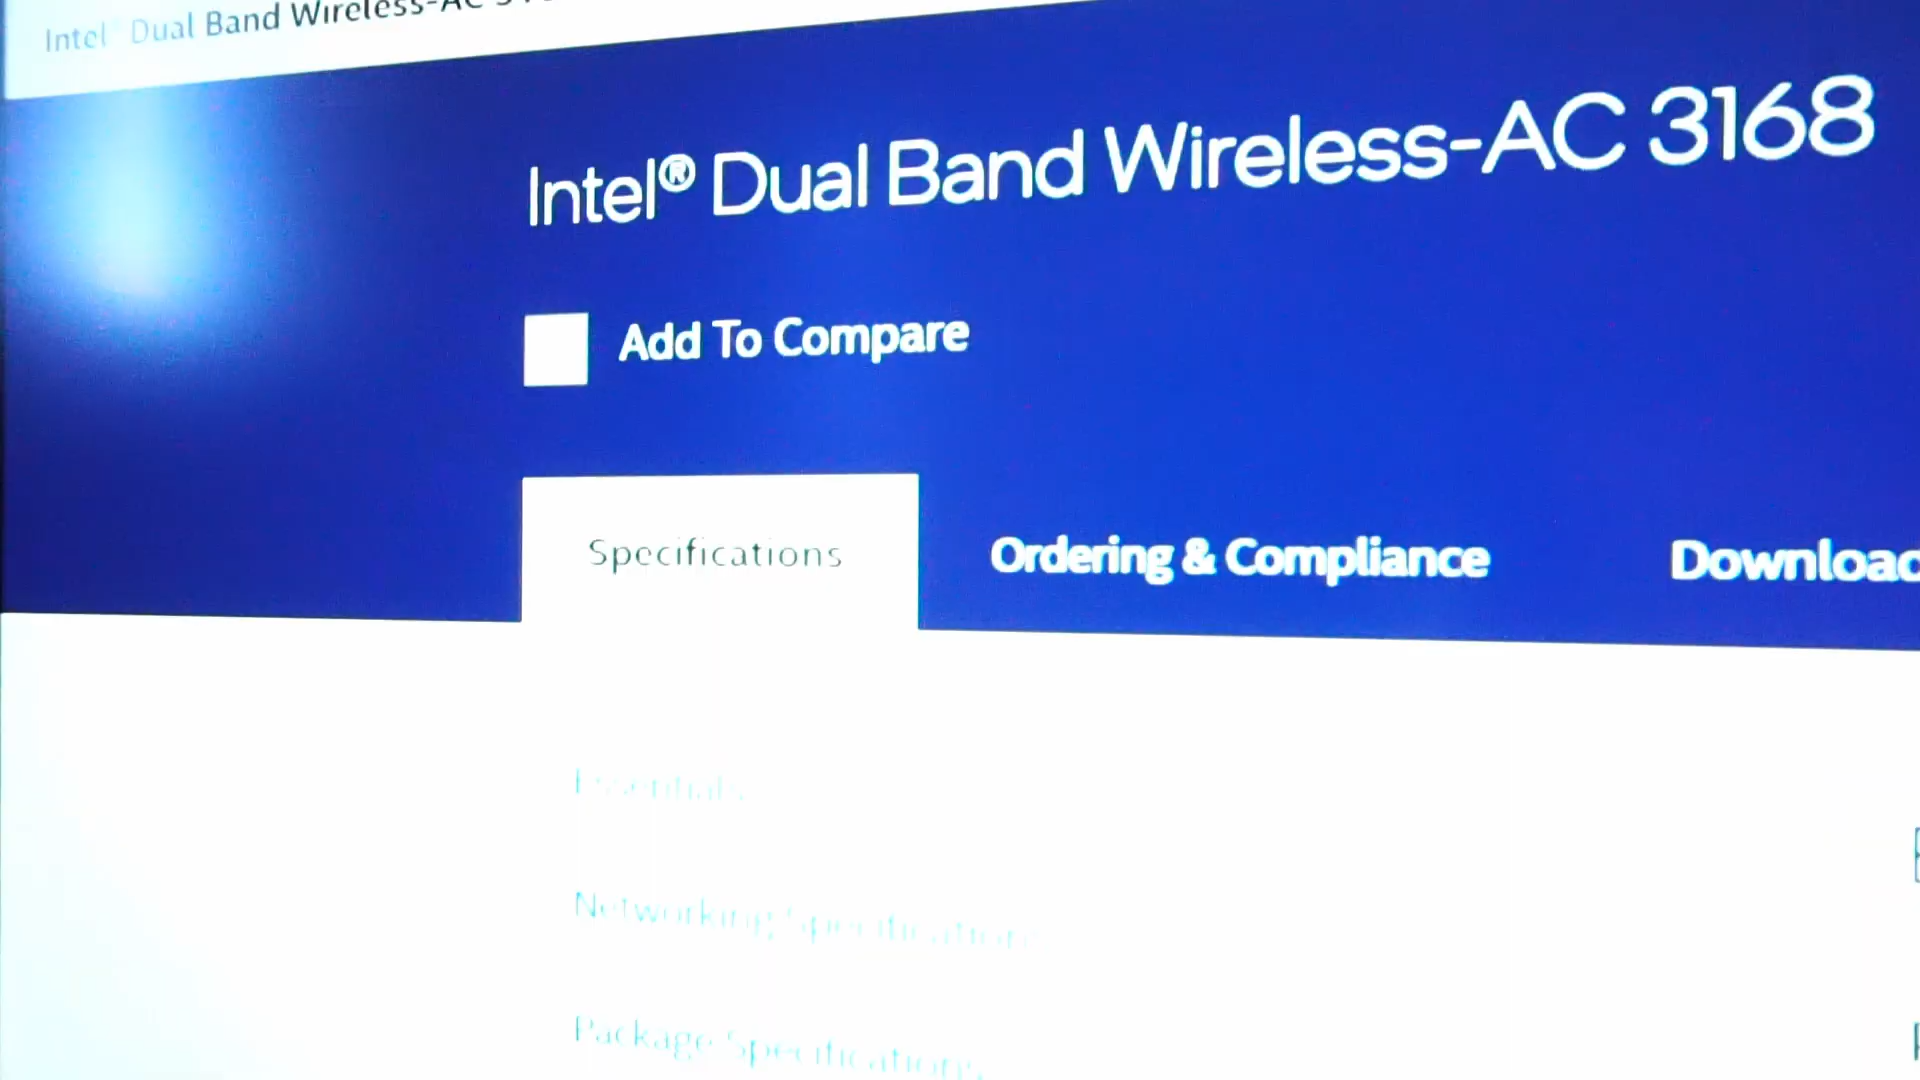 Intel® Dual Band Wireless-AC
Intel® Dual Band Wireless-AC 3168
Add To Compare
Specifications
Ordering & Compliance
Essentials
Networking Specifications
Package Specifications